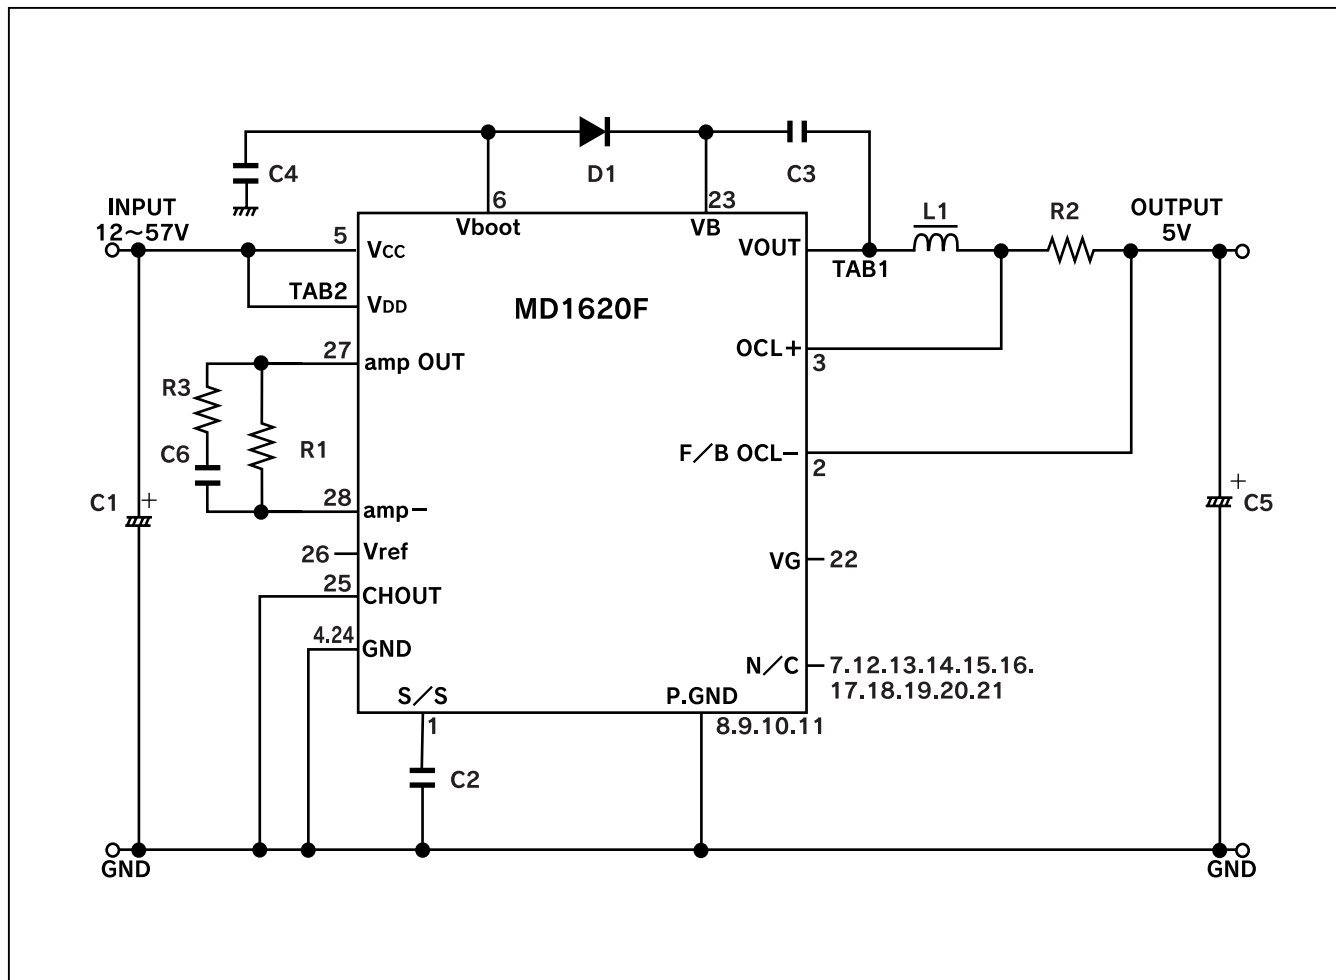 C4
D1
C3
6
23
INPUT
12~57V
Vboot
VB
L1
R2
OUTPUT
5V
5
VCC
VOUT
TAB1
TAB2
VDD
MD1620F
27
amp OUT
OCL+
3
R3
R1
C6
F/B OCL−
2
C1
+
28
amp−
+
C5
26
Vref
VG
22
25
CHOUT
4.24
GND
N/C
7.12.13.14.15.16.
17.18.19.20.21
S/S
P.GND
1
8.9.10.11
C2
GND
GND